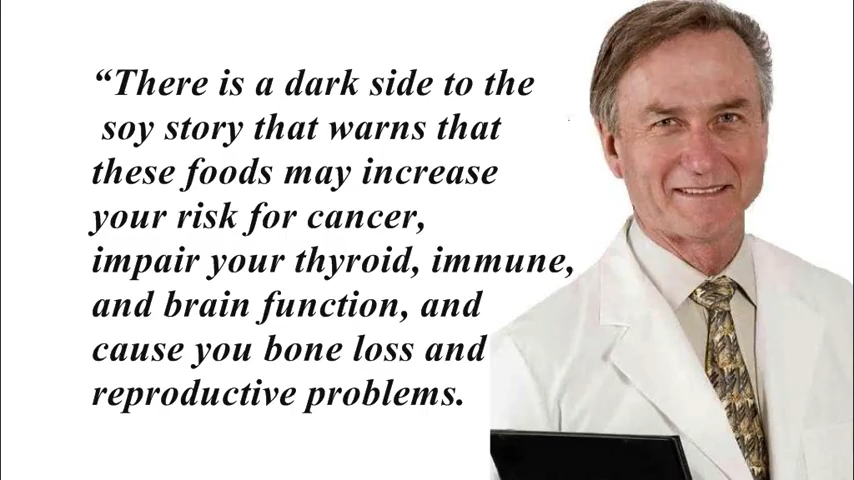 “There is a dark side to the
soy story that warns that
these foods may increase
your risk for cancer,
impair your thyroid, immune,
and brain function, and
cause you bone loss and
reproductive problems.